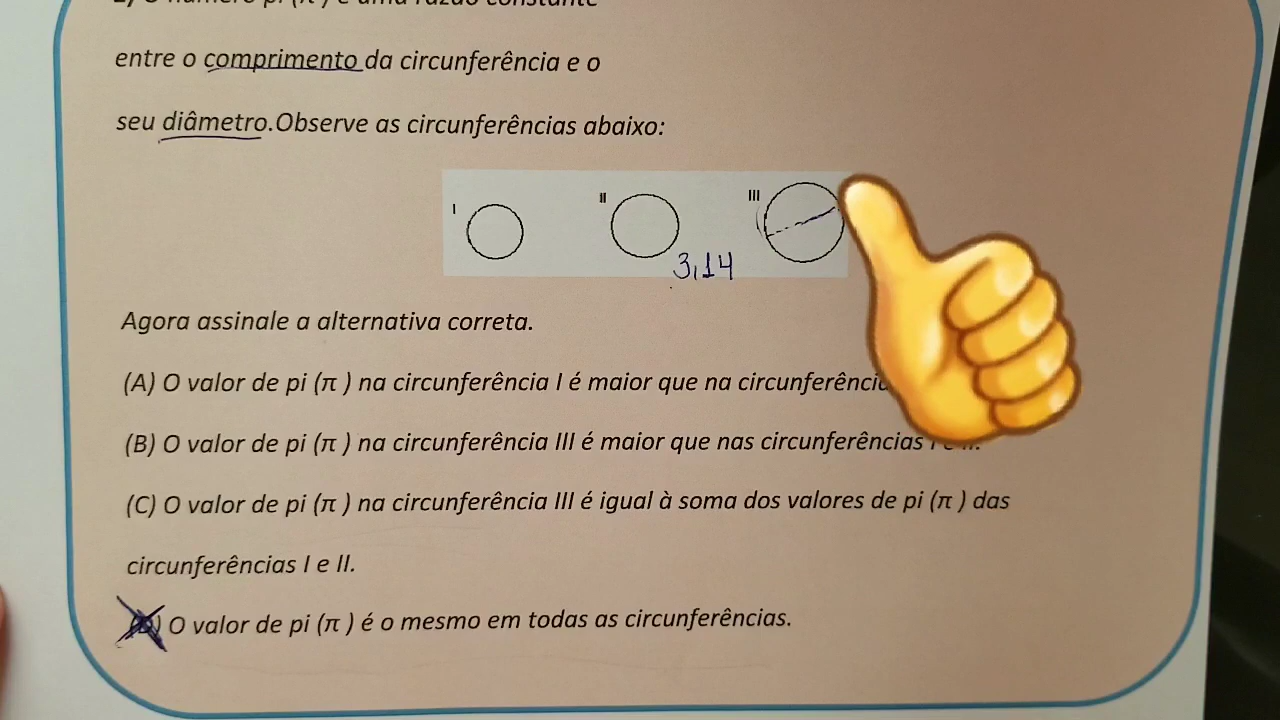 entre o comprimento da circunferência e o
seu diâmetro.Observe as circunferências abaixo:
I II III
3,14
Agora assinale a alternativa correta.
(A) O valor de pi (π ) na circunferência I é maior que na
(B) O valor de pi (π ) na circunferência III é maior que nas circunferências
(C) O valor de pi (π ) na circunferência III é igual à soma dos valores de pi (π ) das
circunferências I e II.
O valor de pi (π ) é o mesmo em todas as circunferências.